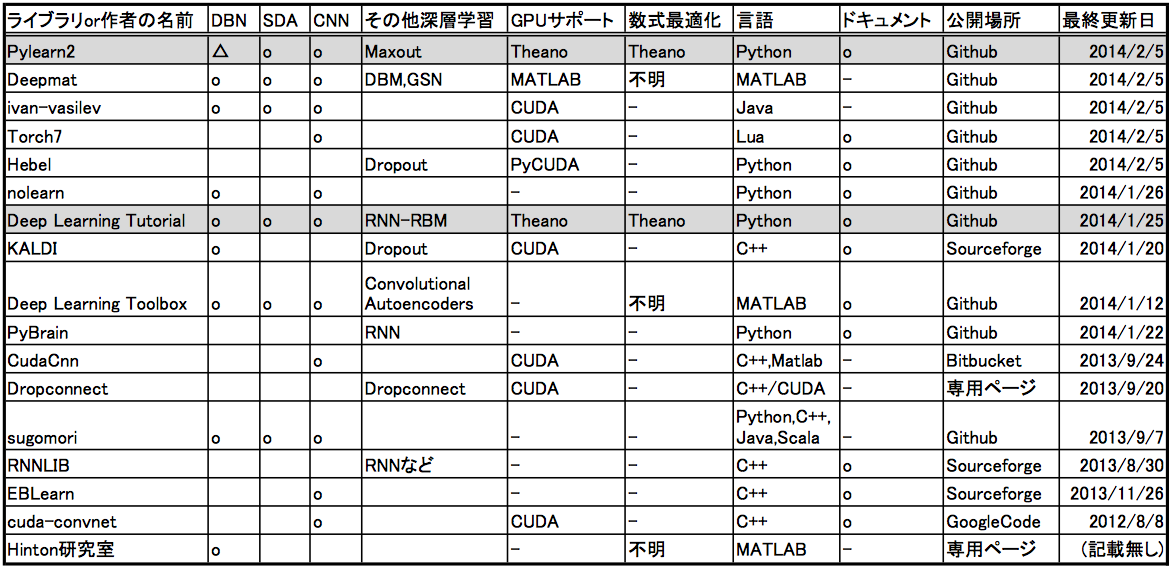 ライブラリor作者の名前 DBN SDA CNN その他深層学習 GPUサポート 数式最適化 言語 ドキュメント 公開場所 最終更新日
Pylearn2 △ o o Maxout Theano Theano Python o Github 2014/2/5
Deepmat o o o DBM,GSN MATLAB 不明 MATLAB - Github 2014/2/5
ivan-vasilev o o o CUDA - Java - Github 2014/2/5
Torch7 o CUDA - Lua o Github 2014/2/5
Hebel Dropout PyCUDA - Python o Github 2014/2/5
nolearn o o - - Python o Github 2014/1/26
Deep Learning Tutorial o o o RNN-RBM Theano Theano Python o Github 2014/1/25
KALDI o Dropout CUDA - C++ o Sourceforge 2014/1/20
Convolutional
Deep Learning Toolbox o o o Autoencoders - 不明 MATLAB o Github 2014/1/12
PyBrain RNN - - Python o Github 2014/1/22
CudaCnn o CUDA - C++,Matlab - Bitbucket 2013/9/24
Dropconnect Dropconnect CUDA - C++/CUDA - 専用ページ 2013/9/20
Python,C++,
sugomori o o o - - Java,Scala - Github 2013/9/7
RNNLIB RNNなど - - C++ o Sourceforge 2013/8/30
EBLearn o - - C++ o Sourceforge 2013/11/26
cuda-convnet o CUDA - C++ o GoogleCode 2012/8/8
Hinton研究室 o - 不明 MATLAB - 専用ページ (記載無し)